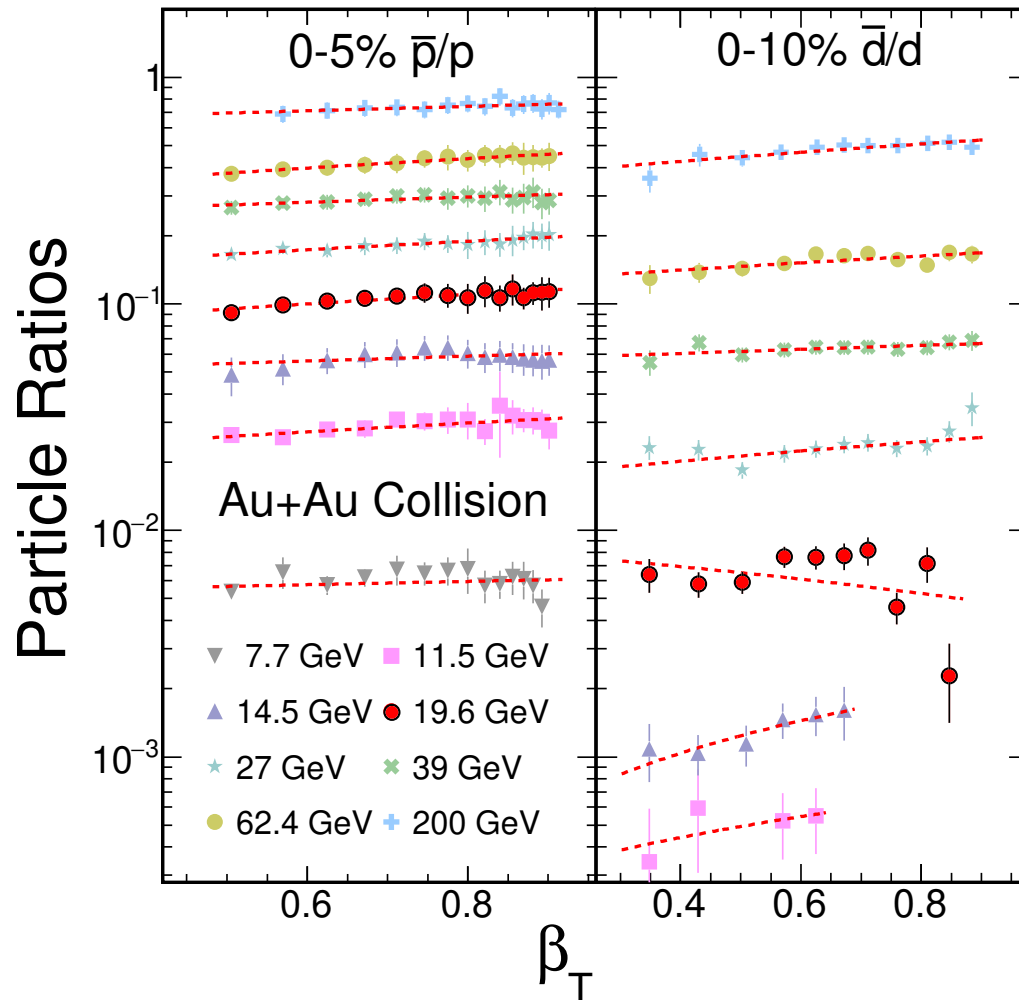 0-5% p̅/p
0-10% d̅/d
1
10⁻¹
10⁻²
10⁻³
Particle Ratios
Au+Au Collision
7.7 GeV
11.5 GeV
14.5 GeV
19.6 GeV
27 GeV
39 GeV
62.4 GeV
200 GeV
0.6 0.8 0.4 0.6 0.8
β_T